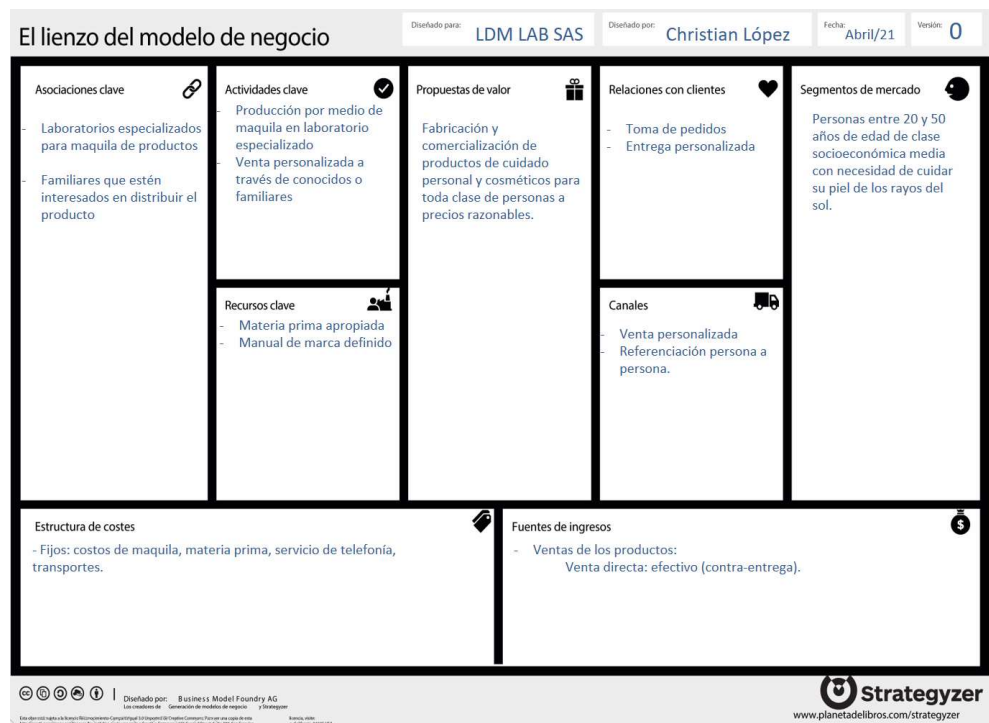 El lienzo del modelo de negocio
Diseñado para:
LDM LAB SAS
Diseñado por:
Christian López
Fecha:
Abril/21
Versión:
0
Asociaciones clave
- Laboratorios especializados
para maquila de productos
- Familiares que estén
interesados en distribuir el
producto
Actividades clave
- Producción por medio de
maquila en laboratorio
especializado
- Venta personalizada a
través de conocidos o
familiares
Recursos clave
- Materia prima apropiada
- Manual de marca definido
Propuestas de valor
Fabricación y
comercialización de
productos de cuidado
personal y cosméticos para
toda clase de personas a
precios razonables.
Relaciones con clientes
- Toma de pedidos
- Entrega personalizada
Canales
- Venta personalizada
- Referenciación persona a
persona.
Segmentos de mercado
Personas entre 20 y 50
años de edad de clase
socioeconómica media
con necesidad de cuidar
su piel de los rayos del
sol.
Estructura de costes
- Fijos: costos de maquila, materia prima, servicio de telefonía,
transportes.
Fuentes de ingresos
- Ventas de los productos:
Venta directa: efectivo (contra-entrega).
Diseñado por: Business Model Foundry AG
Los creadores de Generación de modelos de negocio y Strategyzer
Strategyzer
www.planetadelibros.com/strategyzer